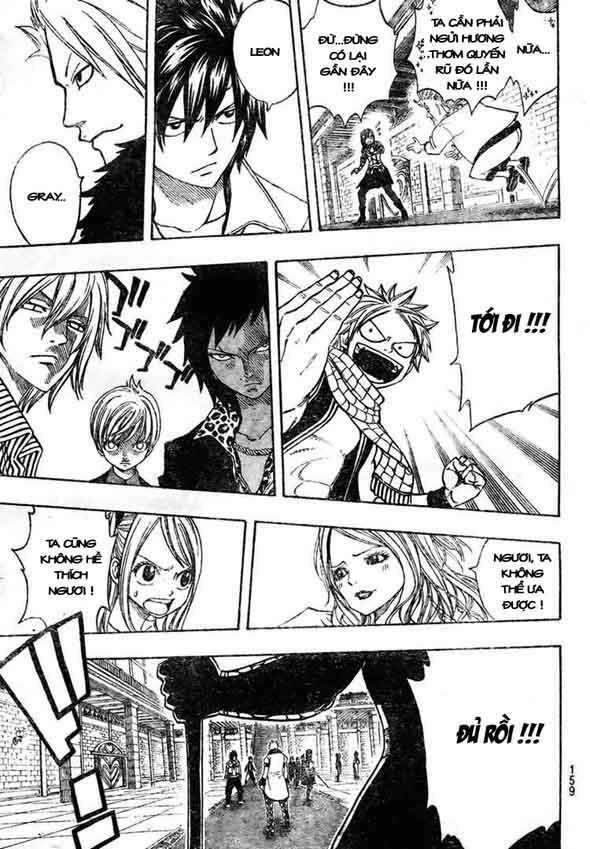 NỮA...
TA CẦN PHẢI
NGỬI HƯƠNG
THƠM QUYẾN
RŨ ĐÓ LẦN
NỮA !!!
ĐỪ...ĐỪNG
CÓ LẠI
GẦN ĐÂY
!!!
LEON
GRAY...
TỚI ĐI !!!
NGƯƠI, TA
KHÔNG
THỂ ƯA
ĐƯỢC !
TA CŨNG
KHÔNG HỀ
THÍCH
NGƯƠI !
ĐỦ RỒI !!!
159